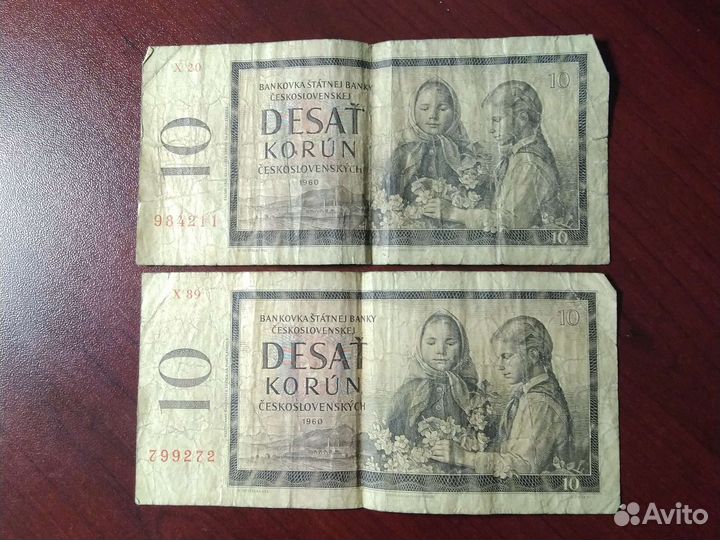 X 20
10
984211
BANKOVKA ŠTÁTNEJ BANKY
ČESKOSLOVENSKEJ
DESAŤ
KORÚN
ČESKOSLOVENSKÝCH
1960
10
10
X 89
10
799272
BANKOVKA ŠTÁTNEJ BANKY
ČESKOSLOVENSKEJ
DESAŤ
KORÚN
ČESKOSLOVENSKÝCH
1960
10
10
Avito